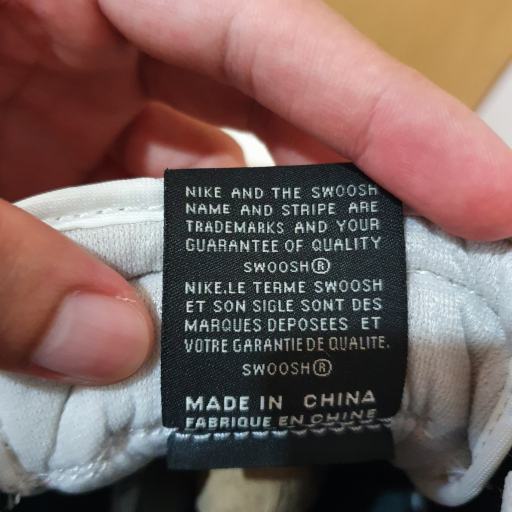 NIKE AND THE SWOOSH
NAME AND STRIPE ARE
TRADEMARKS AND YOUR
GUARANTEE OF QUALITY
SWOOSH®
NIKE.LE TERME SWOOSH
ET SON SIGLE SONT DES
MARQUES DEPOSEES ET
VOTRE GARANTIE DE QUALITE.
SWOOSH®
MADE IN CHINA
FABRIQUE EN CHINE